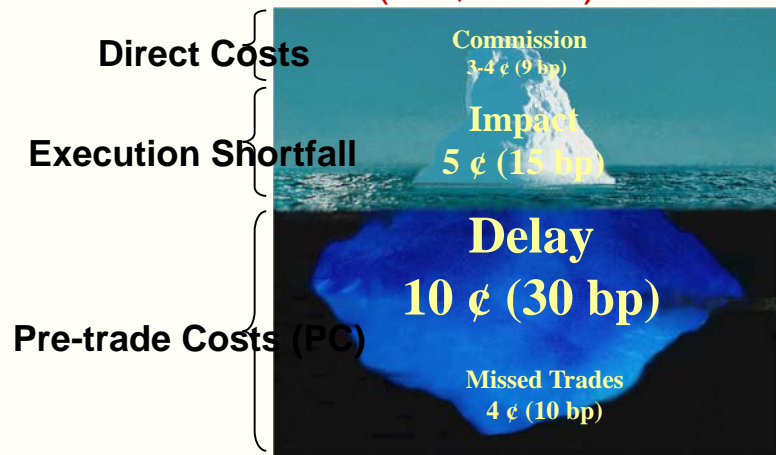 Direct Costs
Commission
3-4 ¢ (9 bp)
Execution Shortfall
Impact
5 ¢ (15 bp)
Delay
10 ¢ (30 bp)
Pre-trade Costs (PC)
Missed Trades
4 ¢ (10 bp)